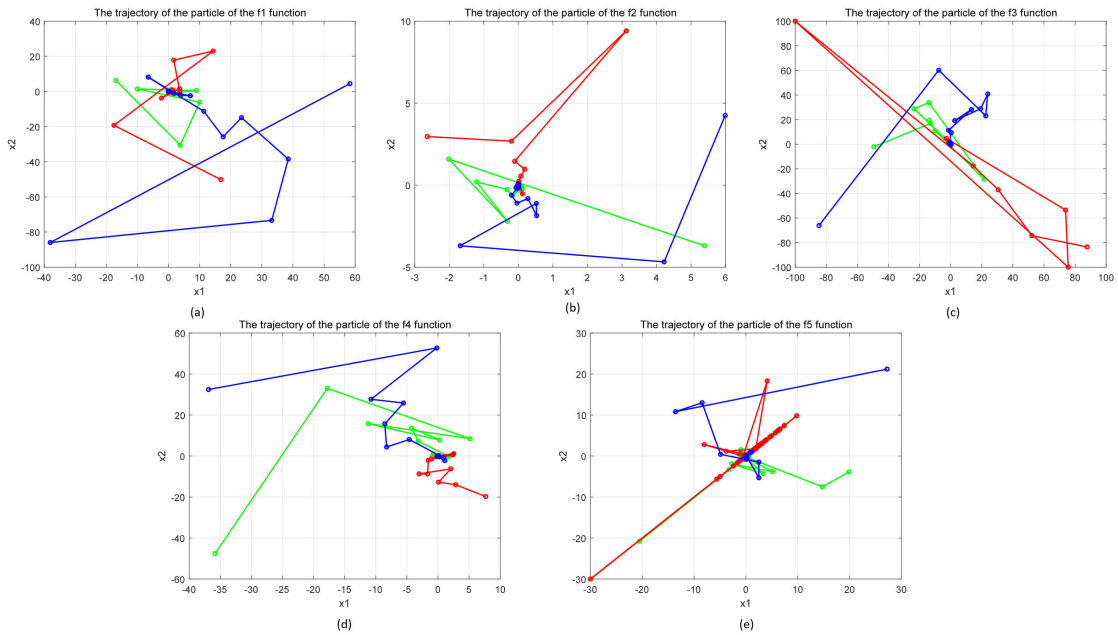 The trajectory of the particle of the f1 function
40
20
0
-20
-40
-60
-80
-100
x2
-40 -30 -20 -10 0 10 20 30 40 50 60
x1
(a)
The trajectory of the particle of the f2 function
10
5
0
-5
x2
-3 -2 -1 0 1 2 3 4 5 6
x1
(b)
The trajectory of the particle of the f3 function
100
80
60
40
20
0
-20
-40
-60
-80
-100
x2
-100 -80 -60 -40 -20 0 20 40 60 80 100
x1
(c)
The trajectory of the particle of the f4 function
60
40
20
0
-20
-40
-60
x2
-40 -35 -30 -25 -20 -15 -10 -5 0 5 10
x1
(d)
The trajectory of the particle of the f5 function
30
20
10
0
-10
-20
-30
x2
-30 -20 -10 0 10 20 30
x1
(e)